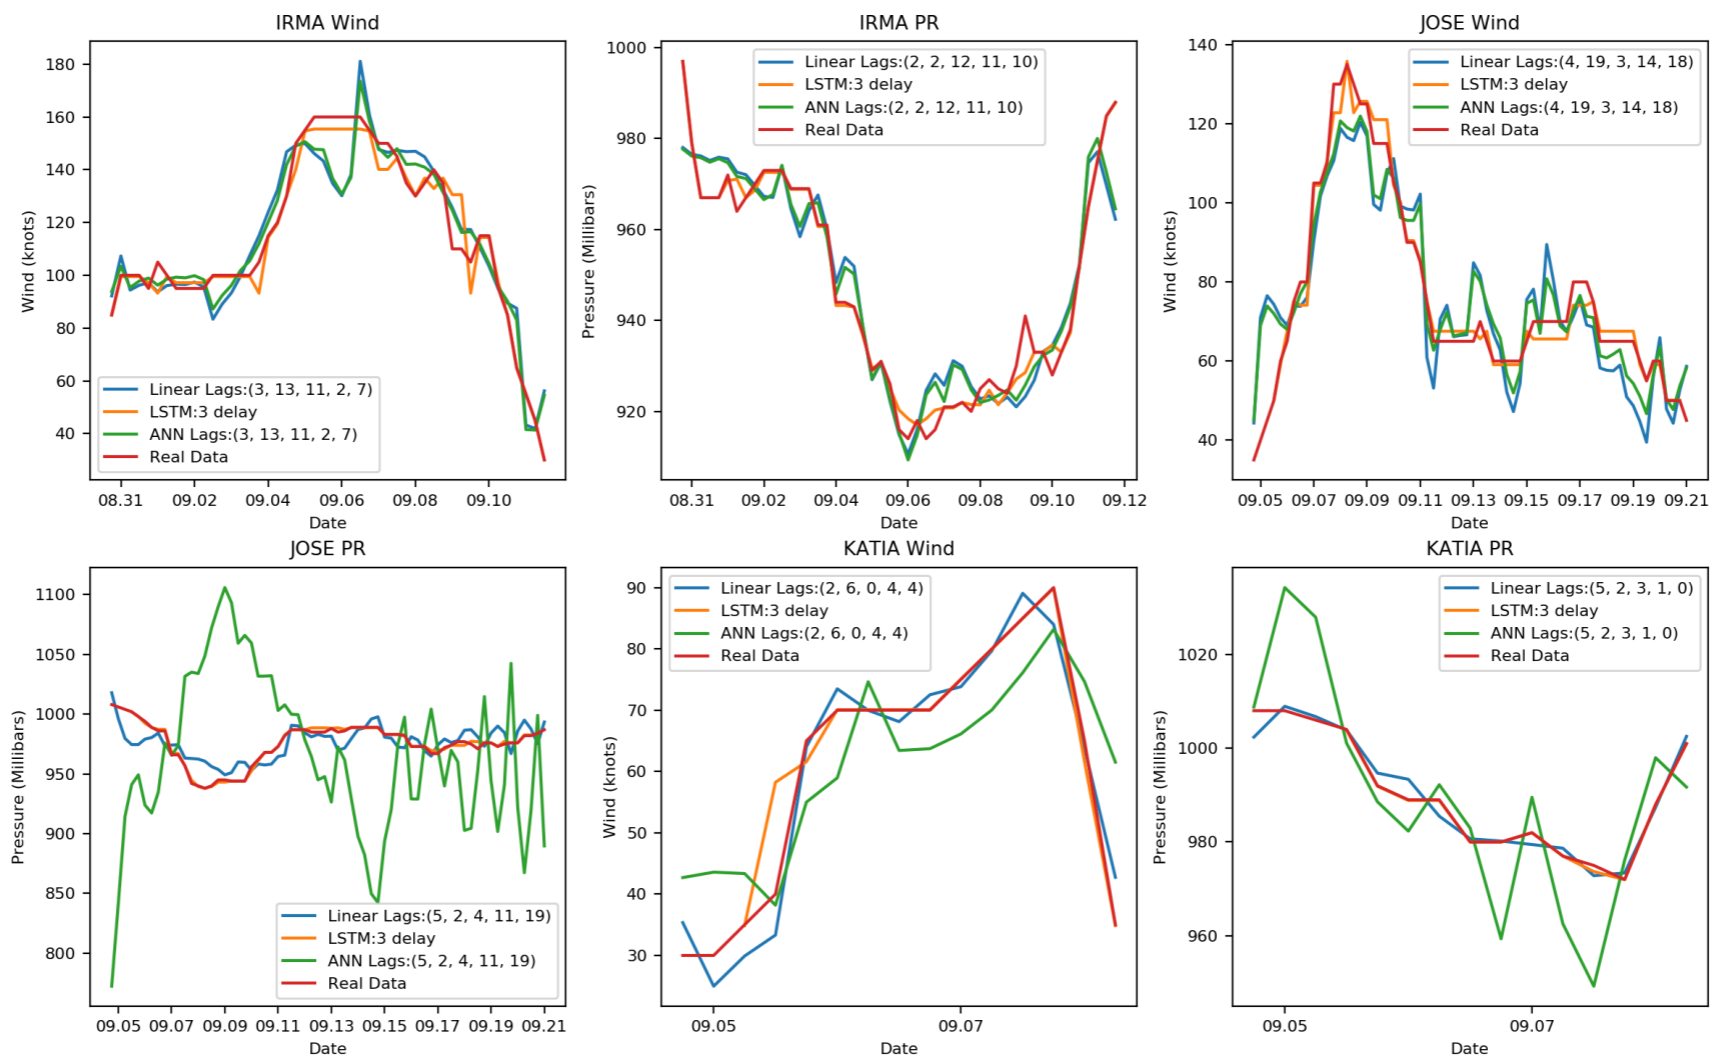 IRMA Wind
180
160
140
120
100
80
60
40
Wind (knots)
Linear Lags:(3, 13, 11, 2, 7)
LSTM:3 delay
ANN Lags:(3, 13, 11, 2, 7)
Real Data
08.31 09.02 09.04 09.06 09.08 09.10
Date
IRMA PR
1000
980
960
940
920
Pressure (Millibars)
Linear Lags:(2, 2, 12, 11, 10)
LSTM:3 delay
ANN Lags:(2, 2, 12, 11, 10)
Real Data
08.31 09.02 09.04 09.06 09.08 09.10 09.12
Date
JOSE Wind
140
120
100
80
60
40
Wind (knots)
Linear Lags:(4, 19, 3, 14, 18)
LSTM:3 delay
ANN Lags:(4, 19, 3, 14, 18)
Real Data
09.05 09.07 09.09 09.11 09.13 09.15 09.17 09.19 09.21
Date
JOSE PR
1100
1050
1000
950
900
850
800
Pressure (Millibars)
Linear Lags:(5, 2, 4, 11, 19)
LSTM:3 delay
ANN Lags:(5, 2, 4, 11, 19)
Real Data
09.05 09.07 09.09 09.11 09.13 09.15 09.17 09.19 09.21
Date
KATIA Wind
90
80
70
60
50
40
30
Wind (knots)
Linear Lags:(2, 6, 0, 4, 4)
LSTM:3 delay
ANN Lags:(2, 6, 0, 4, 4)
Real Data
09.05 09.07
Date
KATIA PR
1020
1000
980
960
Pressure (Millibars)
Linear Lags:(5, 2, 3, 1, 0)
LSTM:3 delay
ANN Lags:(5, 2, 3, 1, 0)
Real Data
09.05 09.07
Date